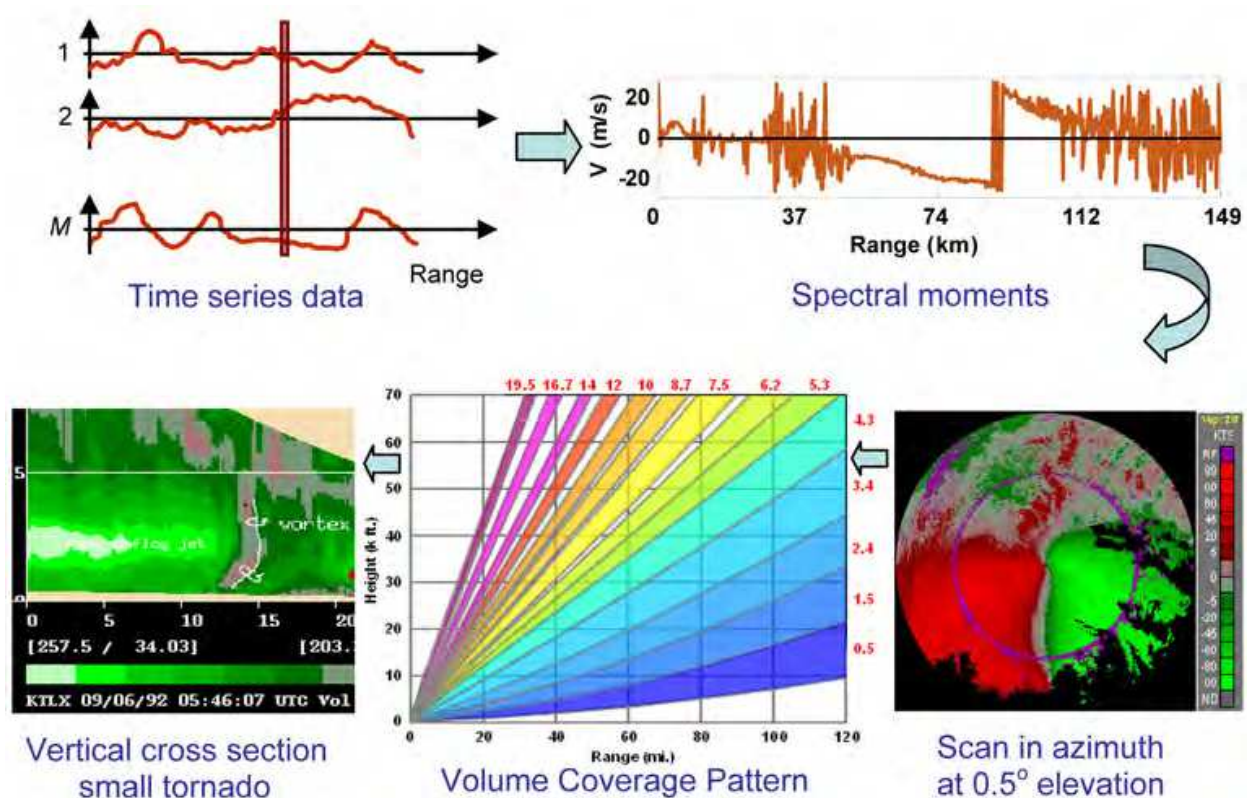 1
2
M
Range
Time series data
V (m/s)
20
0
-20
0 37 74 112 149
Range (km)
Spectral moments
5
0
vortex
jet
0 5 10 15 20
[257.5 / 34.03] [203.
KTLX 09/06/92 05:46:07 UTC Vol
Vertical cross section
small tornado
19.5 16.7 14 12 10 8.7 7.5 6.2 5.3
4.3
3.4
2.4
1.5
0.5
Height (k ft.)
70
60
50
40
30
20
10
0
0 20 40 60 80 100 120
Range (mi.)
Volume Coverage Pattern
KTS
RF
0
-5
ND
Scan in azimuth
at 0.5° elevation